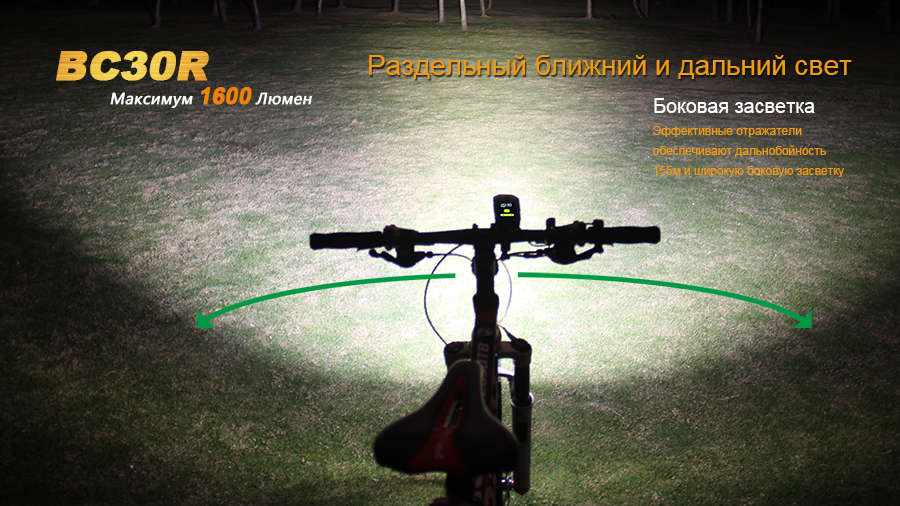 BC30R
Максимум 1600 Люмен
Раздельный ближний и дальний свет
Боковая засветка
Эффективные отражатели
обеспечивают дальнобойность
155м и широкую боковую засветку